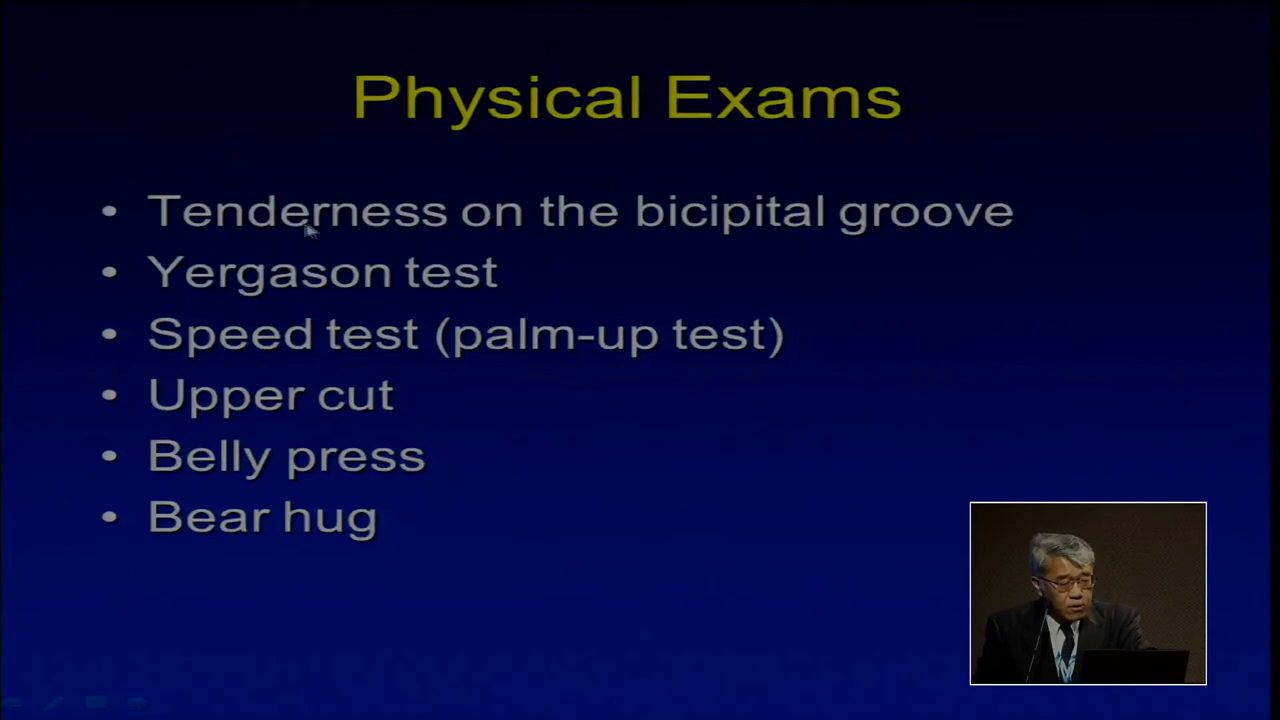 Physical Exams
• Tenderness on the bicipital groove
• Yergason test
• Speed test (palm-up test)
• Upper cut
• Belly press
• Bear hug